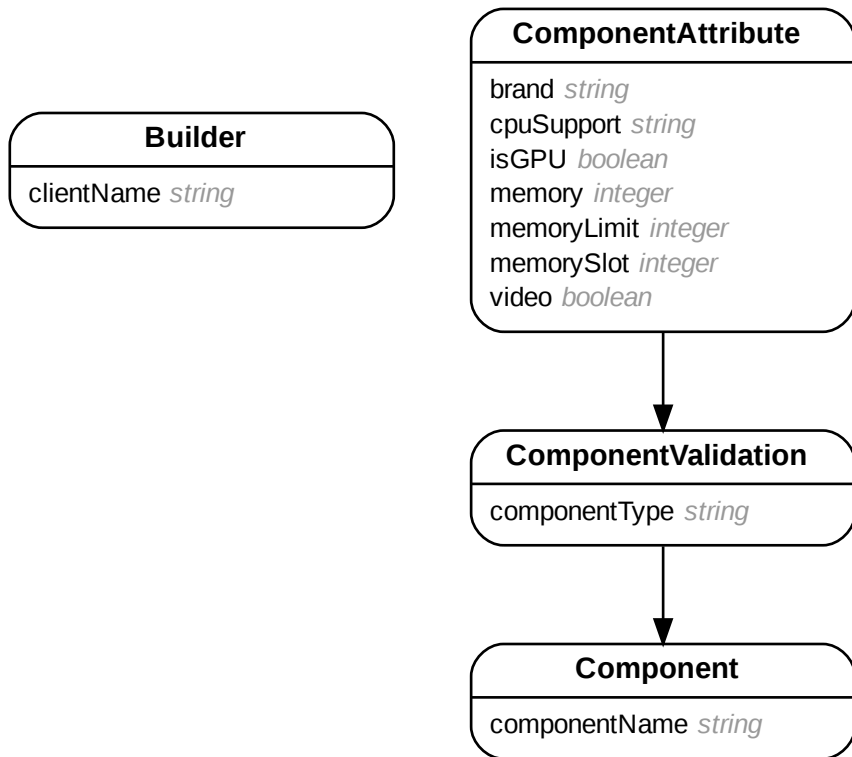 Builder
clientName string
ComponentAttribute
brand string
cpuSupport string
isGPU boolean
memory integer
memoryLimit integer
memorySlot integer
video boolean
ComponentValidation
componentType string
Component
componentName string